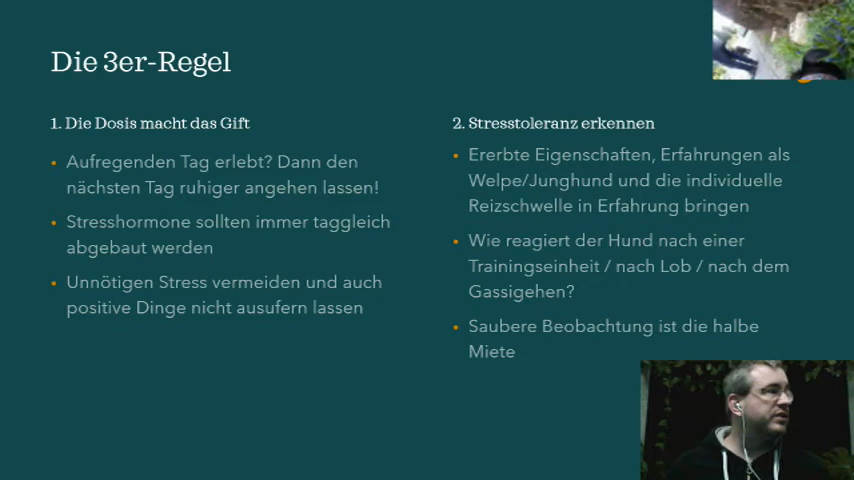 Die 3er-Regel
1. Die Dosis macht das Gift
Aufregenden Tag erlebt? Dann den
nächsten Tag ruhiger angehen lassen!
Stresshormone sollten immer taggleich
abgebaut werden
Unnötigen Stress vermeiden und auch
positive Dinge nicht ausufern lassen
2. Stresstoleranz erkennen
Ererbte Eigenschaften, Erfahrungen als
Welpe/Junghund und die individuelle
Reizschwelle in Erfahrung bringen
Wie reagiert der Hund nach einer
Trainingseinheit / nach Lob / nach dem
Gassigehen?
Saubere Beobachtung ist die halbe
Miete